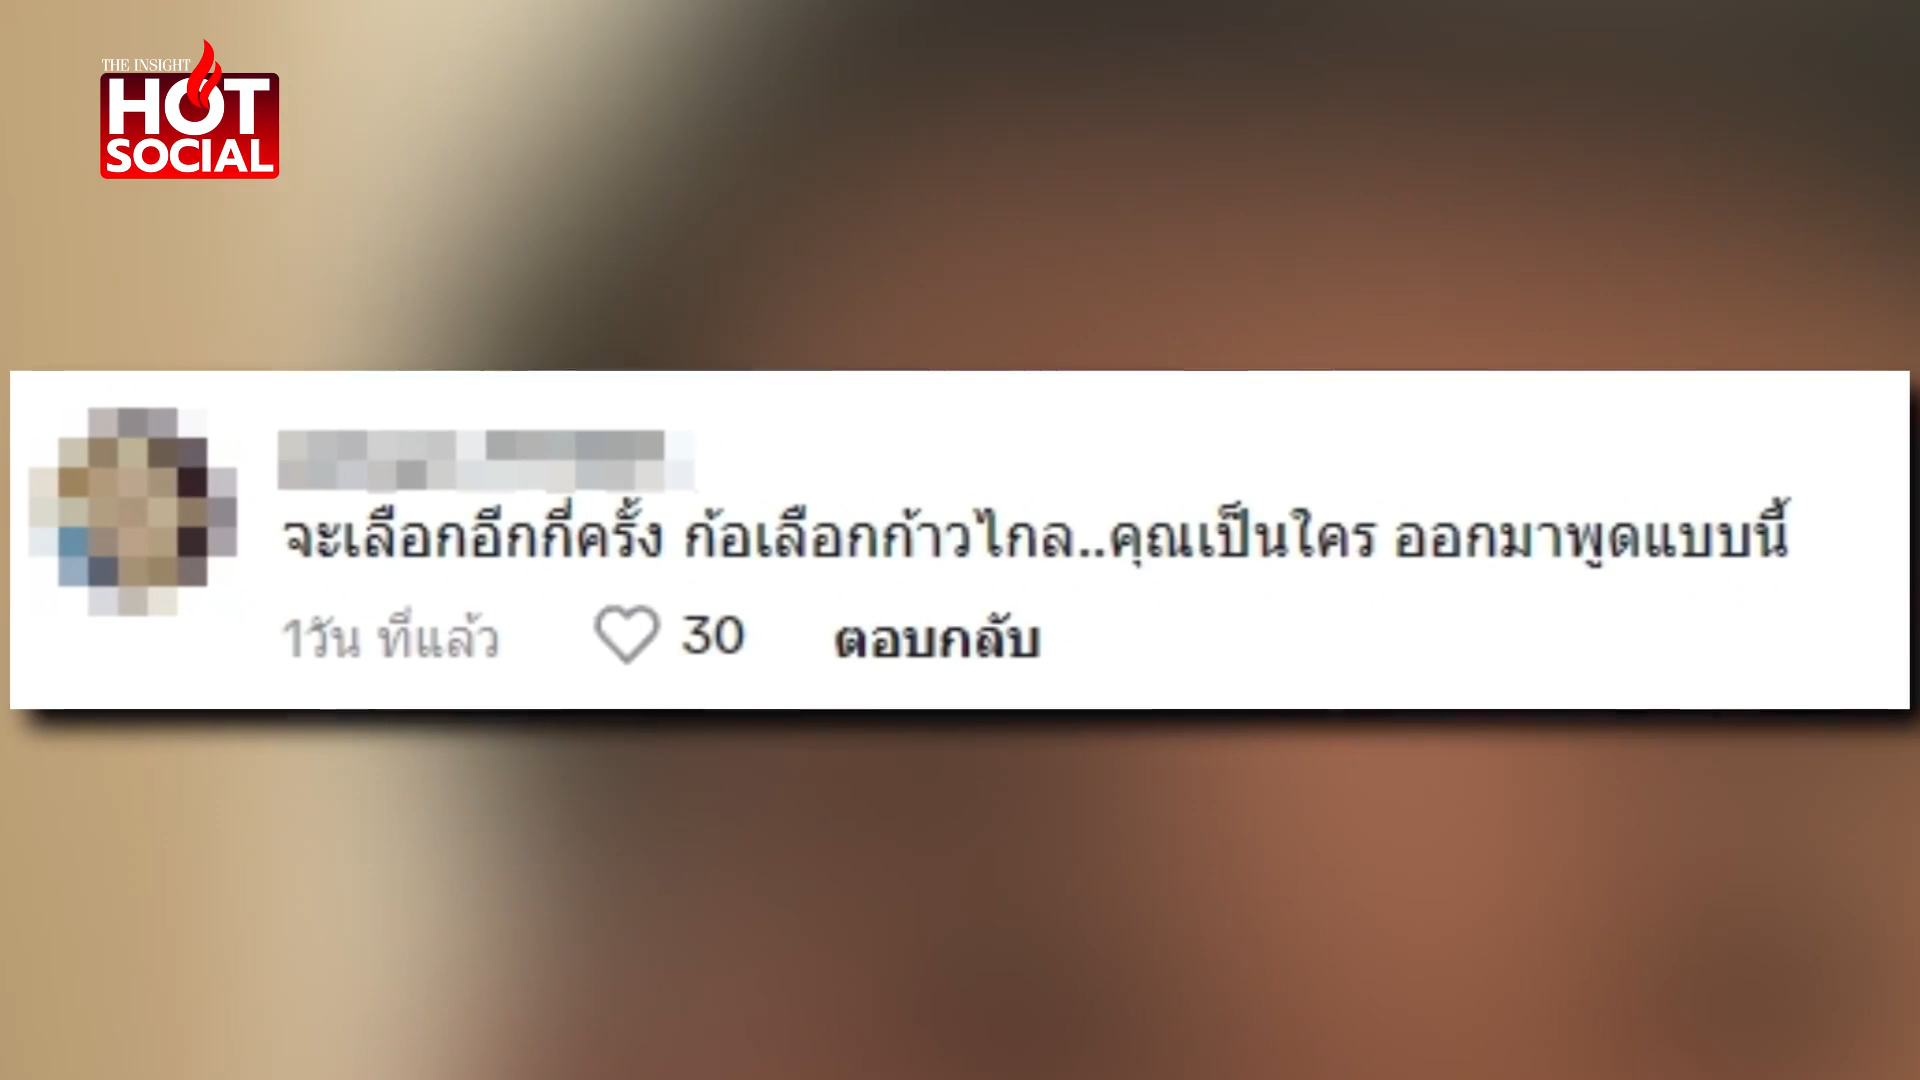 THE INSIGHT
HOT
SOCIAL
จะเลือกอีกกี่ครั้ง ก้อเลือกก้าวไกล..คุณเป็นใคร ออกมาพูดแบบนี้
1วัน ที่แล้ว 30 ตอบกลับ